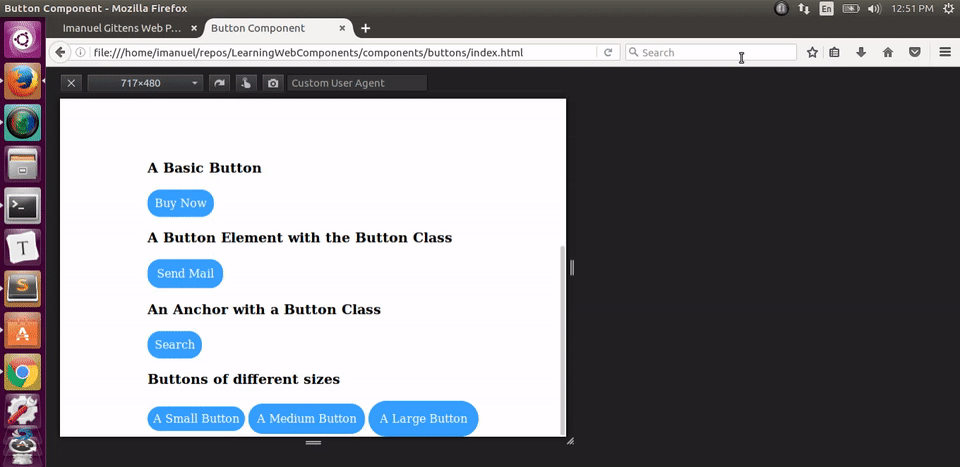 Button Component - Mozilla Firefox
En
12:51 PM
Imanuel Gittens Web P...
Button Component
file:///home/imanuel/repos/LearningWebComponents/components/buttons/index.html
Search
717×480
Custom User Agent
A Basic Button
Buy Now
A Button Element with the Button Class
Send Mail
An Anchor with a Button Class
Search
Buttons of different sizes
A Small Button A Medium Button A Large Button